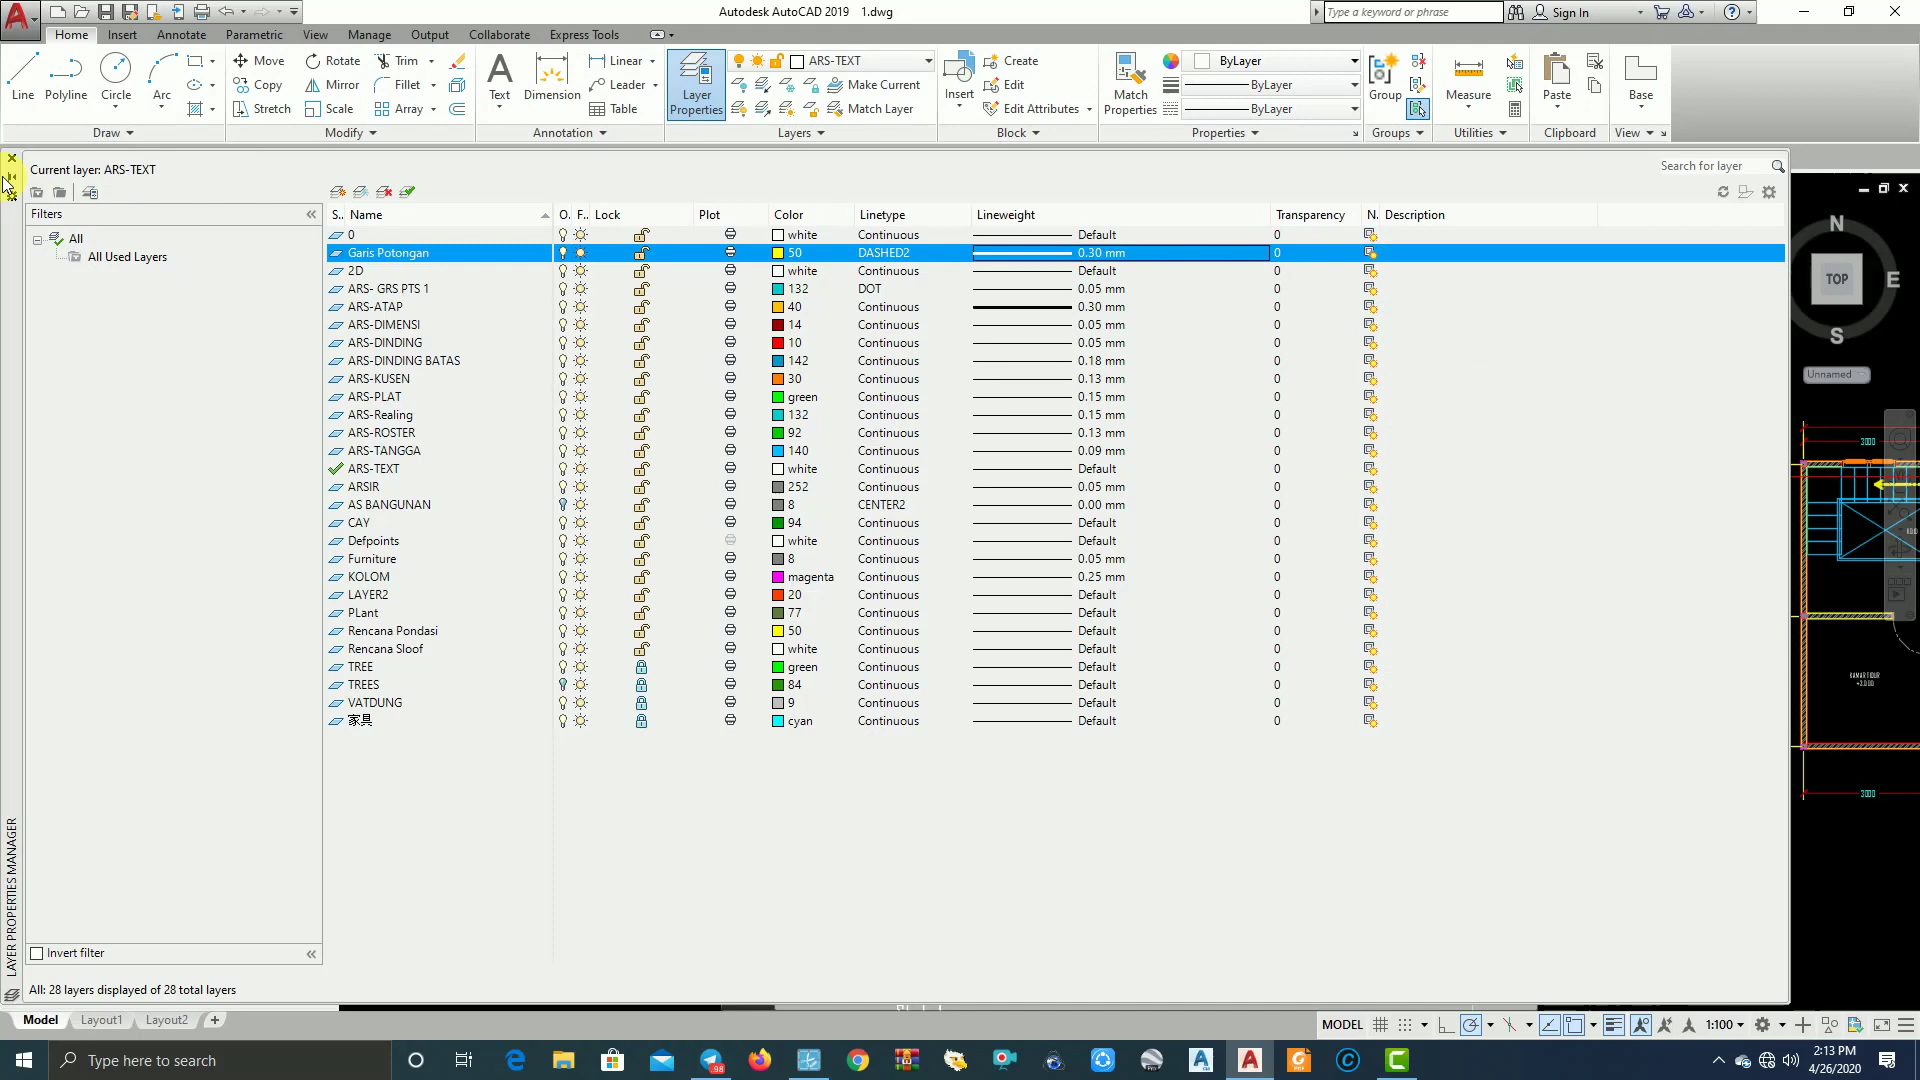 Autodesk AutoCAD 2019 1.dwg
Type a keyword or phrase
Sign In
Home Insert Annotate Parametric View Manage Output Collaborate Express Tools
Line Polyline Circle Arc
Draw
Move Rotate Trim
Copy Mirror Fillet
Stretch Scale Array
Modify
Text Dimension
Linear
Leader
Table
Annotation
Layer Properties
ARS-TEXT
Make Current
Match Layer
Layers
Insert
Create
Edit
Edit Attributes
Block
Match Properties
ByLayer
ByLayer
ByLayer
Properties
Group
Groups
Measure
Utilities
Paste
Clipboard
Base
View
Current layer: ARS-TEXT
Search for layer
Filters
All
All Used Layers
S.. Name O. F.. Lock Plot Color Linetype Lineweight Transparency N. Description
0 white Continuous Default 0
Garis Potongan 50 DASHED2 0.30 mm 0
2D white Continuous Default 0
ARS- GRS PTS 1 132 DOT 0.05 mm 0
ARS-ATAP 40 Continuous 0.30 mm 0
ARS-DIMENSI 14 Continuous 0.05 mm 0
ARS-DINDING 10 Continuous 0.05 mm 0
ARS-DINDING BATAS 142 Continuous 0.18 mm 0
ARS-KUSEN 30 Continuous 0.13 mm 0
ARS-PLAT green Continuous 0.15 mm 0
ARS-Realing 132 Continuous 0.15 mm 0
ARS-ROSTER 92 Continuous 0.13 mm 0
ARS-TANGGA 140 Continuous 0.09 mm 0
ARS-TEXT white Continuous Default 0
ARSIR 252 Continuous 0.05 mm 0
AS BANGUNAN 8 CENTER2 0.00 mm 0
CAY 94 Continuous Default 0
Defpoints white Continuous Default 0
Furniture 8 Continuous 0.05 mm 0
KOLOM magenta Continuous 0.25 mm 0
LAYER2 20 Continuous Default 0
PLant 77 Continuous Default 0
Rencana Pondasi 50 Continuous Default 0
Rencana Sloof white Continuous Default 0
TREE green Continuous Default 0
TREES 84 Continuous Default 0
VATDUNG 9 Continuous Default 0
家具 cyan Continuous Default 0
Invert filter
All: 28 layers displayed of 28 total layers
LAYER PROPERTIES MANAGER
N
TOP
E
S
Unnamed
3000
KAMAR TIDUR
+3.000
3000
Model Layout1 Layout2
MODEL 1:100
Type here to search
98
2:13 PM
4/26/2020